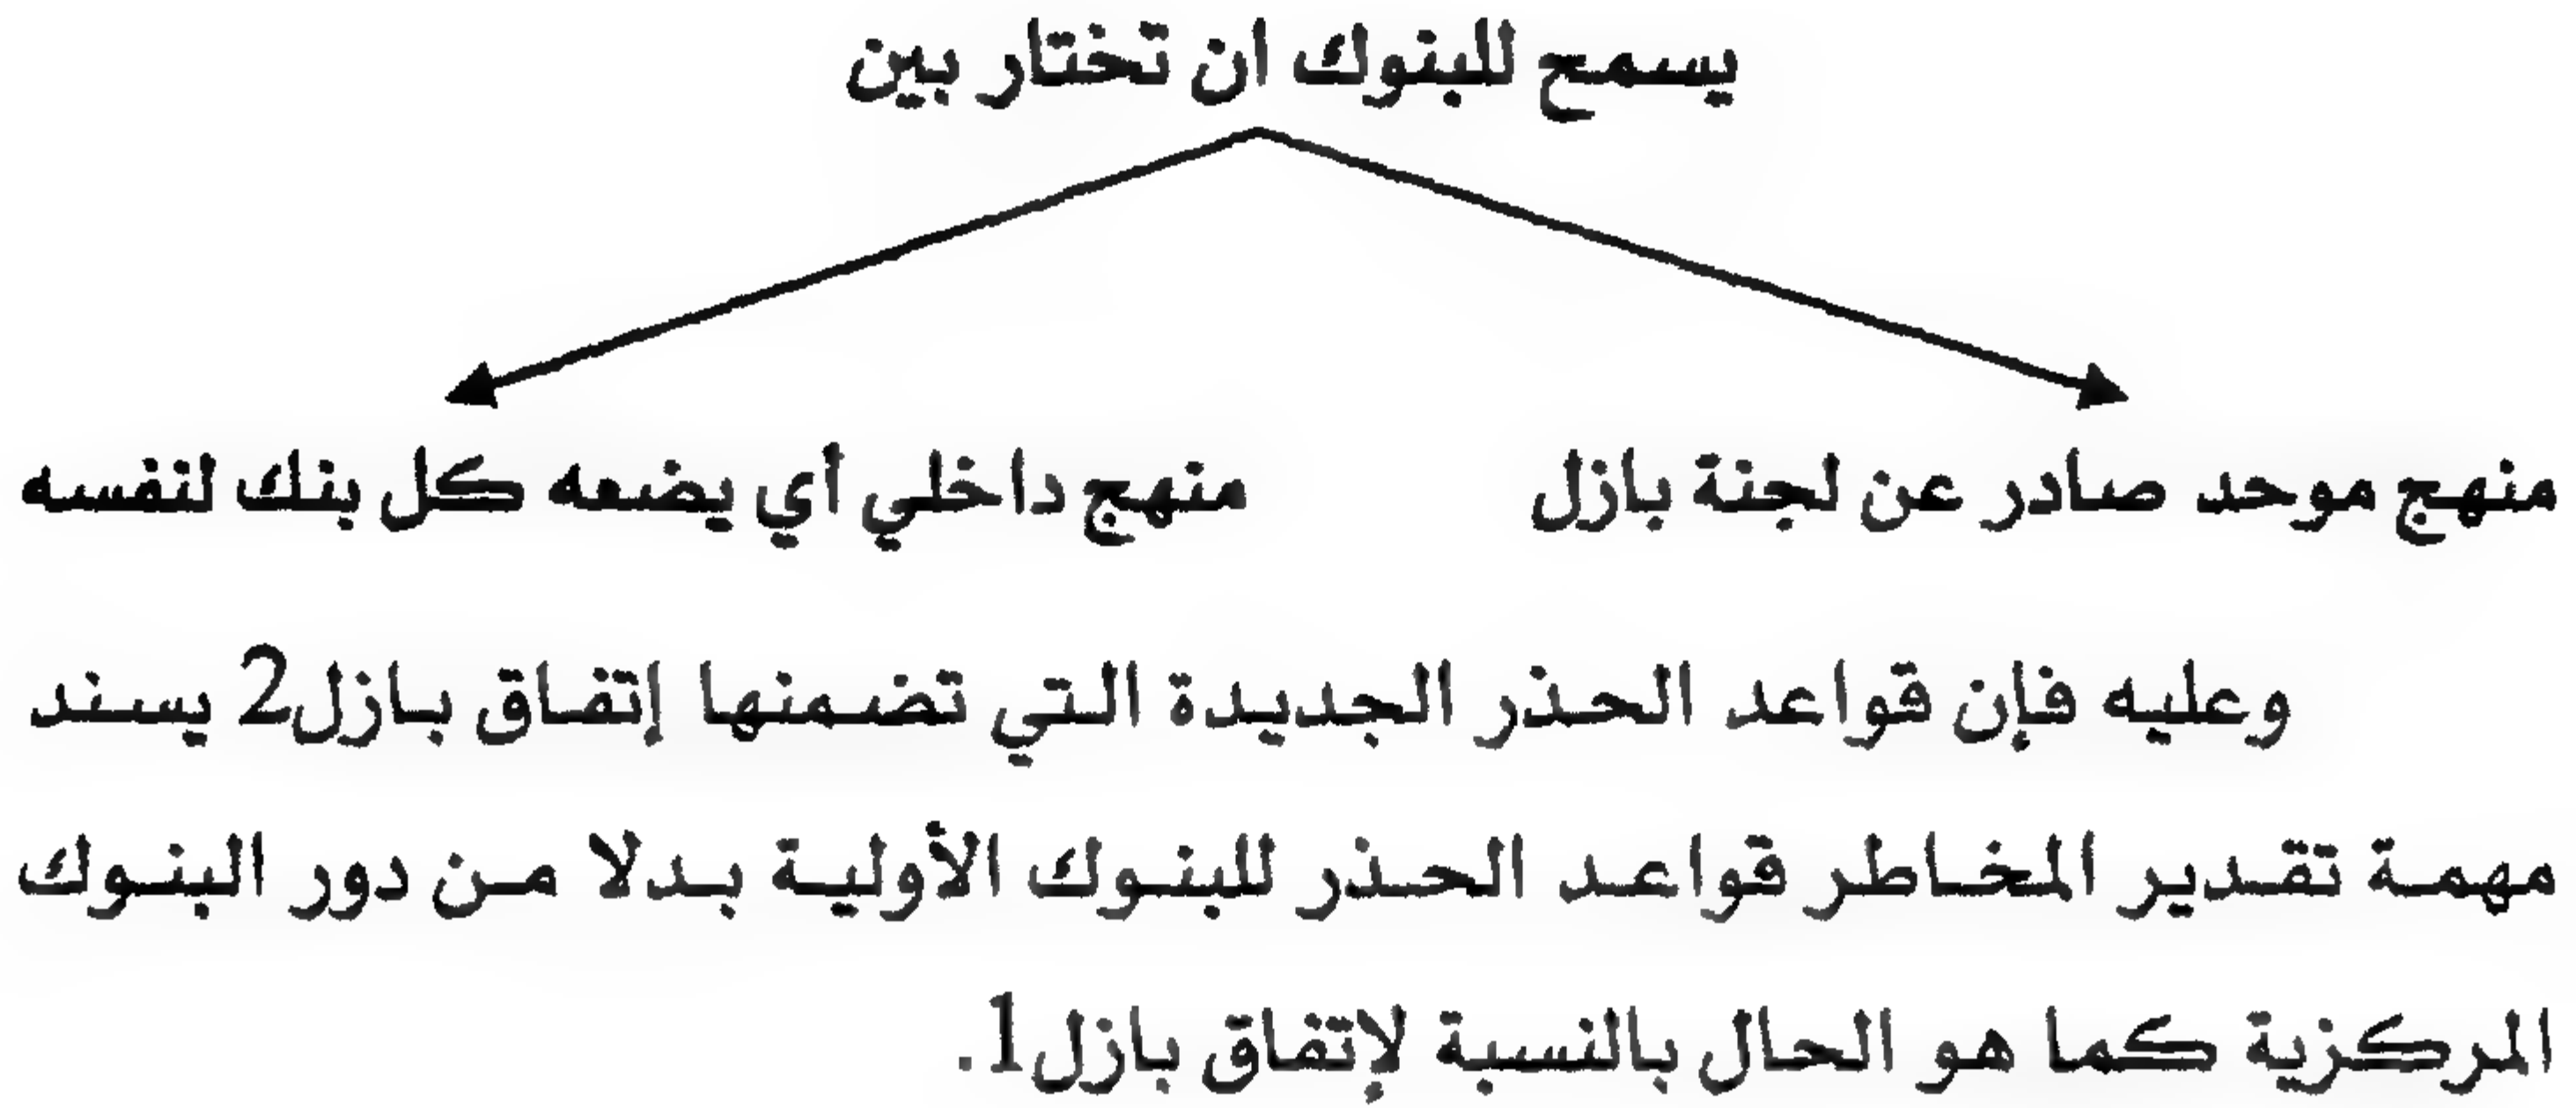 يسمح للبنوك ان تختار بين
منهج موحد صادر عن لجنة بازل
منهج داخلي أي يضعه كل بنك لنفسه
وعليه فإن قواعد الحذر الجديدة التي تضمنها إتفاق بازل2 يسند
مهمة تقدير المخاطر قواعد الحذر للبنوك الأولية بدلا من دور البنوك
المركزية كما هو الحال بالنسبة لإتفاق بازل1.